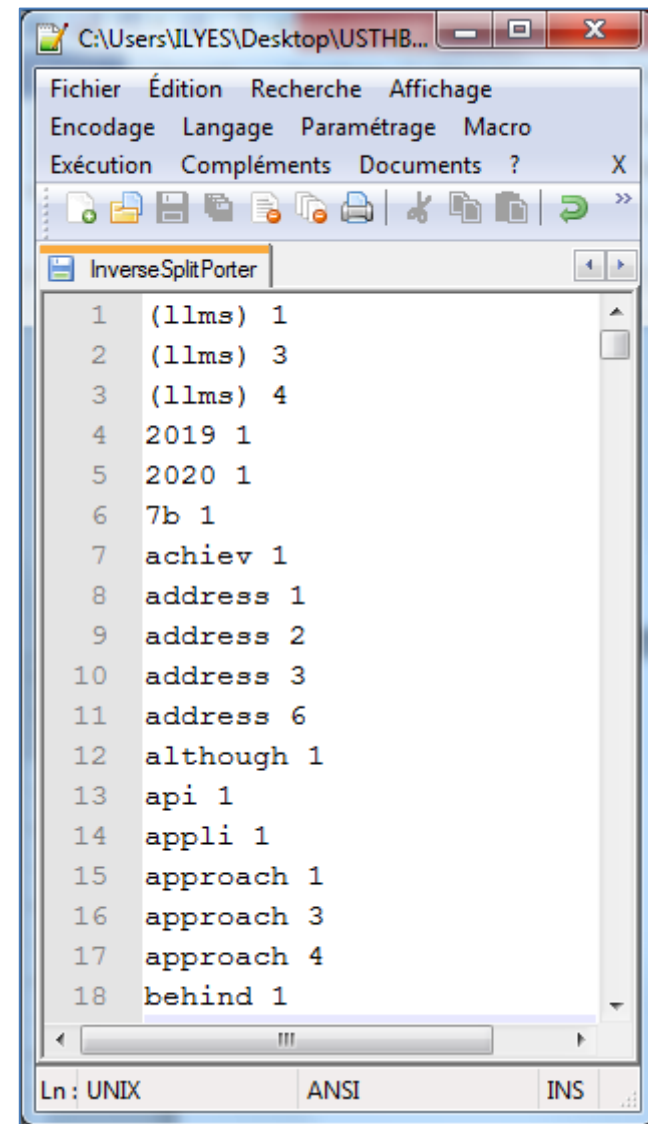 C:\Users\ILYES\Desktop\USTHB...
Fichier Édition Recherche Affichage
Encodage Langage Paramétrage Macro
Exécution Compléments Documents ? X
InverseSplitPorter
1 (llms) 1
2 (llms) 3
3 (llms) 4
4 2019 1
5 2020 1
6 7b 1
7 achiev 1
8 address 1
9 address 2
10 address 3
11 address 6
12 although 1
13 api 1
14 appli 1
15 approach 1
16 approach 3
17 approach 4
18 behind 1
Ln : UNIX ANSI INS